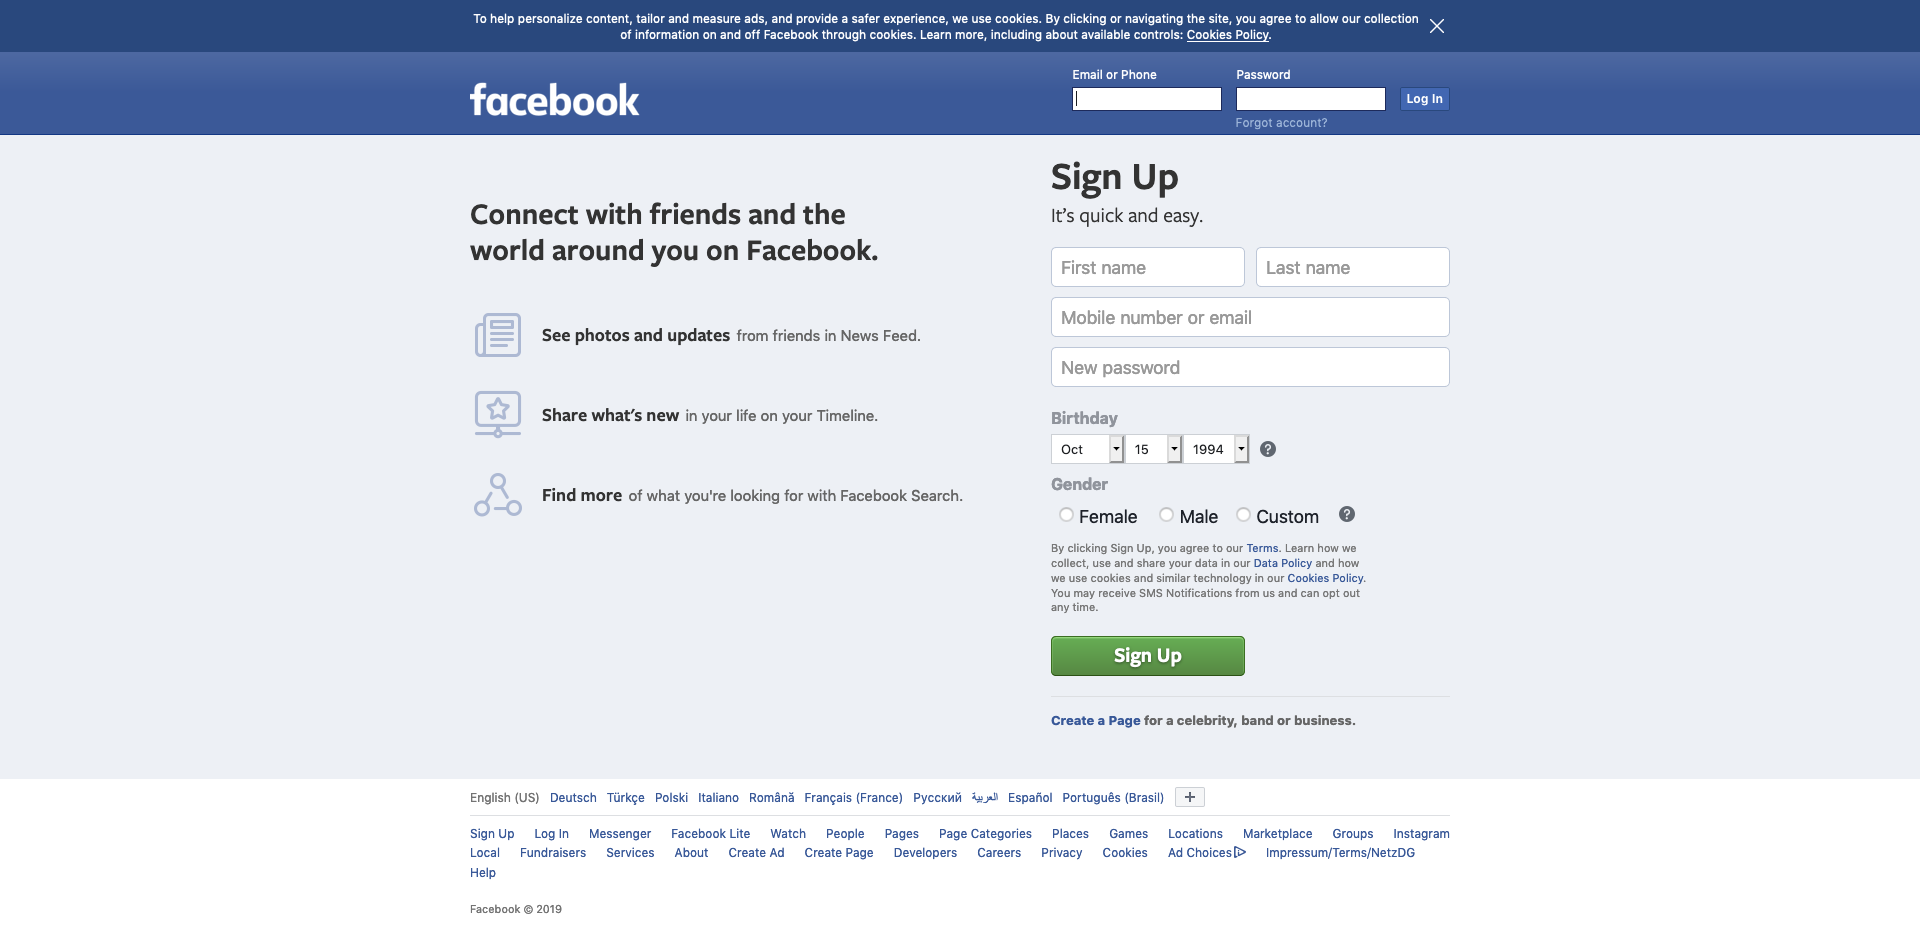 To help personalize content, tailor and measure ads, and provide a safer experience, we use cookies. By clicking or navigating the site, you agree to allow our collection
of information on and off Facebook through cookies. Learn more, including about available controls: Cookies Policy.
facebook
Email or Phone
Password
Log In
Forgot account?
Connect with friends and the
world around you on Facebook.
See photos and updates from friends in News Feed.
Share what's new in your life on your Timeline.
Find more of what you're looking for with Facebook Search.
Sign Up
It's quick and easy.
First name
Last name
Mobile number or email
New password
Birthday
Oct 15 1994 ?
Gender
Female Male Custom ?
By clicking Sign Up, you agree to our Terms. Learn how we
collect, use and share your data in our Data Policy and how
we use cookies and similar technology in our Cookies Policy.
You may receive SMS Notifications from us and can opt out
any time.
Sign Up
Create a Page for a celebrity, band or business.
English (US) Deutsch Türkçe Polski Italiano Română Français (France) Русский العربية Español Português (Brasil) +
Sign Up Log In Messenger Facebook Lite Watch People Pages Page Categories Places Games Locations Marketplace Groups Instagram
Local Fundraisers Services About Create Ad Create Page Developers Careers Privacy Cookies Ad Choices Impressum/Terms/NetzDG
Help
Facebook © 2019